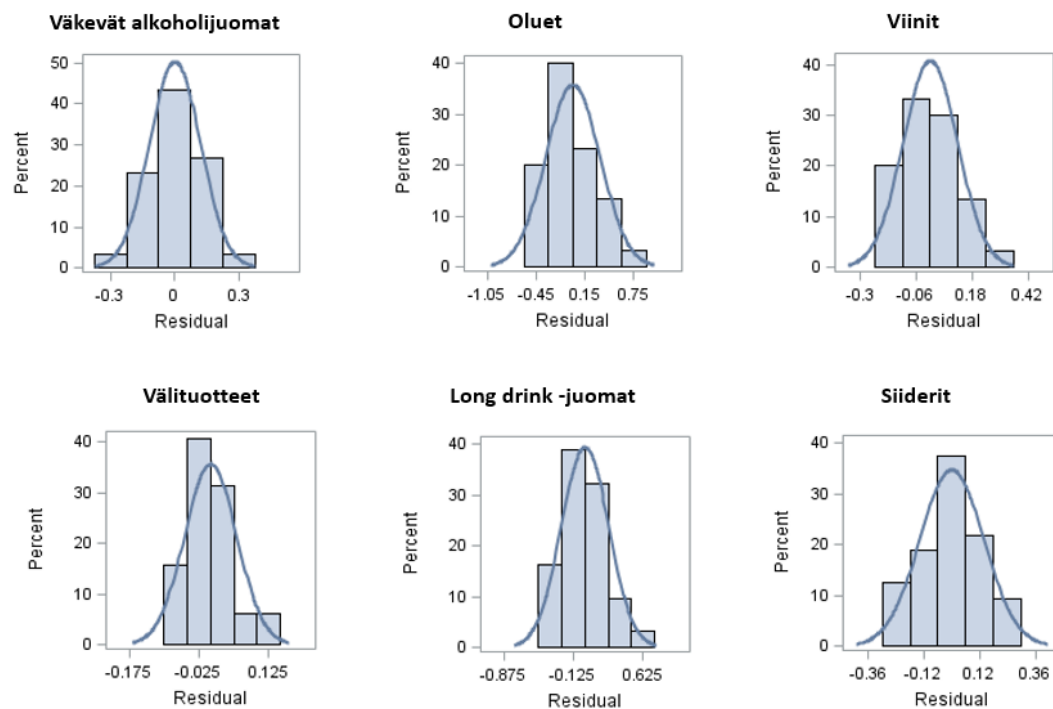 Väkevät alkoholijuomat
50
40
30
20
10
0
Percent
-0.3 0 0.3
Residual
Oluet
40
30
20
10
0
Percent
-1.05 -0.45 0.15 0.75
Residual
Viinit
40
30
20
10
0
Percent
-0.3 -0.06 0.18 0.42
Residual
Välituotteet
40
30
20
10
0
Percent
-0.175 -0.025 0.125
Residual
Long drink -juomat
40
30
20
10
0
Percent
-0.875 -0.125 0.625
Residual
Siiderit
40
30
20
10
0
Percent
-0.36 -0.12 0.12 0.36
Residual